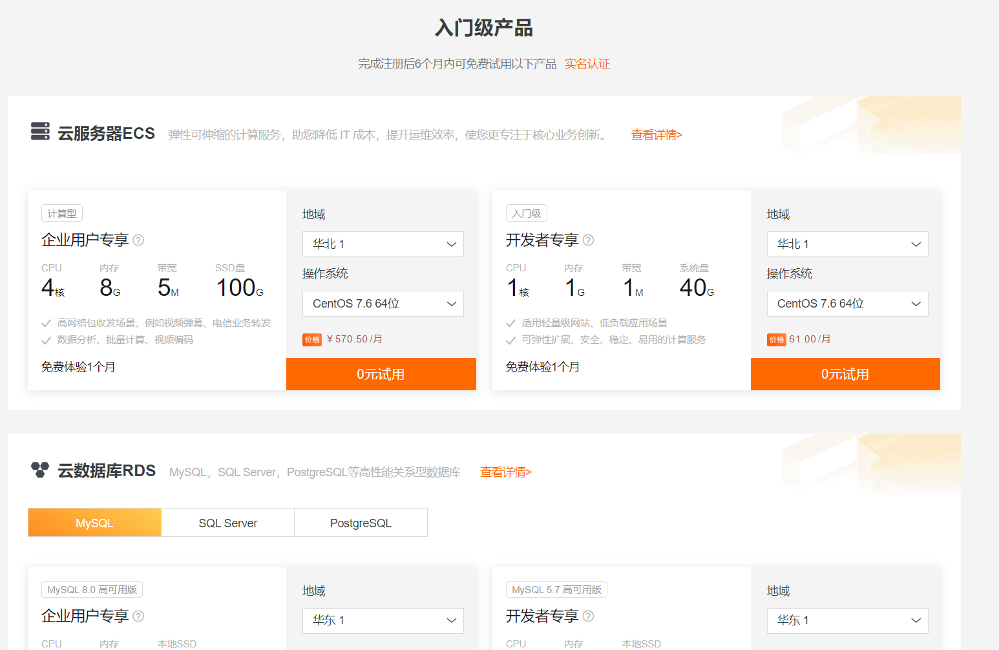 入门级产品
完成注册后6个月内可免费试用以下产品 实名认证
云服务器ECS 弹性可伸缩的计算服务，助您降低 IT 成本，提升运维效率，使您更专注于核心业务创新。 查看详情>
计算型
企业用户专享 ?
CPU 内存 带宽 SSD盘
4核 8G 5M 100G
高网络包收发场景，例如视频弹幕、电信业务转发
数据分析、批量计算、视频编码
免费体验1个月
地域
华北 1
操作系统
CentOS 7.6 64位
价格 ¥ 570.50 /月
0元试用
入门级
开发者专享 ?
CPU 内存 带宽 系统盘
1核 1G 1M 40G
适用轻量级网站、低负载应用场景
可弹性扩展、安全、稳定、易用的计算服务
免费体验1个月
地域
华北 1
操作系统
CentOS 7.6 64位
价格 61.00 /月
0元试用
云数据库RDS MySQL，SQL Server，PostgreSQL等高性能关系型数据库 查看详情>
MySQL SQL Server PostgreSQL
MySQL 8.0 高可用版
企业用户专享 ?
CPU 内存 本地SSD
地域
华东 1
MySQL 5.7 高可用版
开发者专享 ?
CPU 内存 本地SSD
地域
华东 1